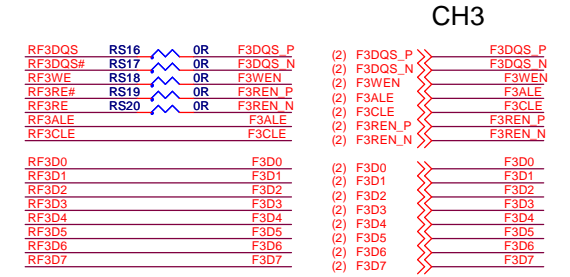 CH3
RF3DQS RS16 0R F3DQS_P (2) F3DQS_P F3DQS_P
RF3DQS# RS17 0R F3DQS_N (2) F3DQS_N F3DQS_N
RF3WE RS18 0R F3WEN (2) F3WEN F3WEN
RF3RE# RS19 0R F3REN_P (2) F3ALE F3ALE
RF3RE RS20 0R F3REN_N (2) F3CLE F3CLE
RF3ALE F3ALE (2) F3REN_P F3REN_P
RF3CLE F3CLE (2) F3REN_N F3REN_N
RF3D0 F3D0 (2) F3D0 F3D0
RF3D1 F3D1 (2) F3D1 F3D1
RF3D2 F3D2 (2) F3D2 F3D2
RF3D3 F3D3 (2) F3D3 F3D3
RF3D4 F3D4 (2) F3D4 F3D4
RF3D5 F3D5 (2) F3D5 F3D5
RF3D6 F3D6 (2) F3D6 F3D6
RF3D7 F3D7 (2) F3D7 F3D7